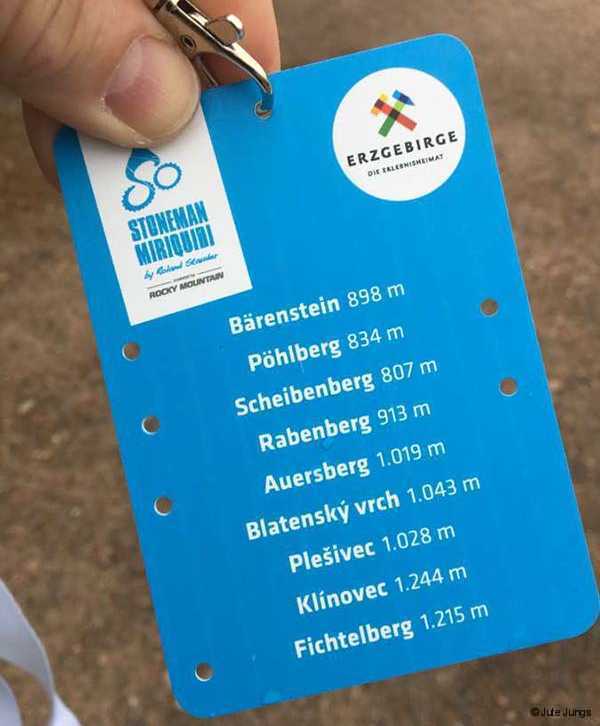 ERZGEBIRGE
DIE ERLEBNISHEIMAT
STONEMAN
MIRIQUIDI
by Roland Stauder
ROCKY MOUNTAIN
Bärenstein 898 m
Pöhlberg 834 m
Scheibenberg 807 m
Rabenberg 913 m
Auersberg 1.019 m
Blatenský vrch 1.043 m
Plešivec 1.028 m
Klínovec 1.244 m
Fichtelberg 1.215 m
©Jule Jungs